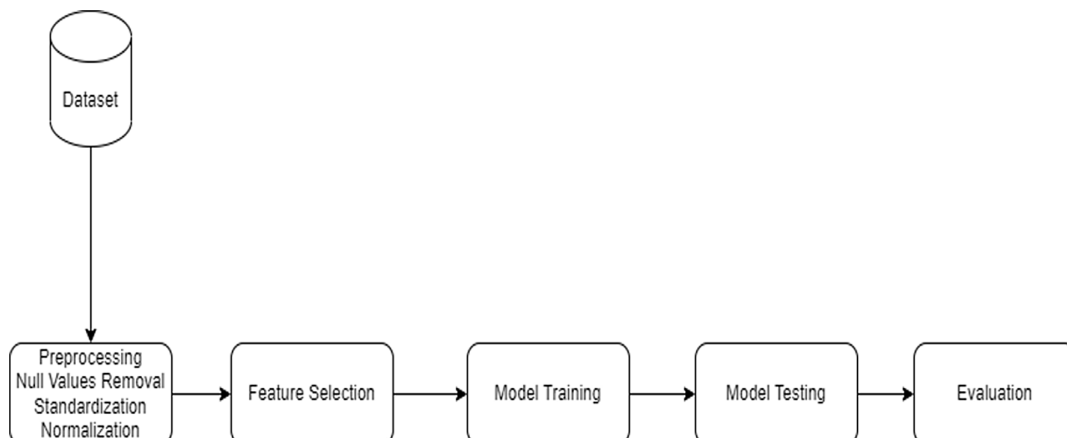 Dataset
Preprocessing
Null Values Removal
Standardization
Normalization
Feature Selection
Model Training
Model Testing
Evaluation